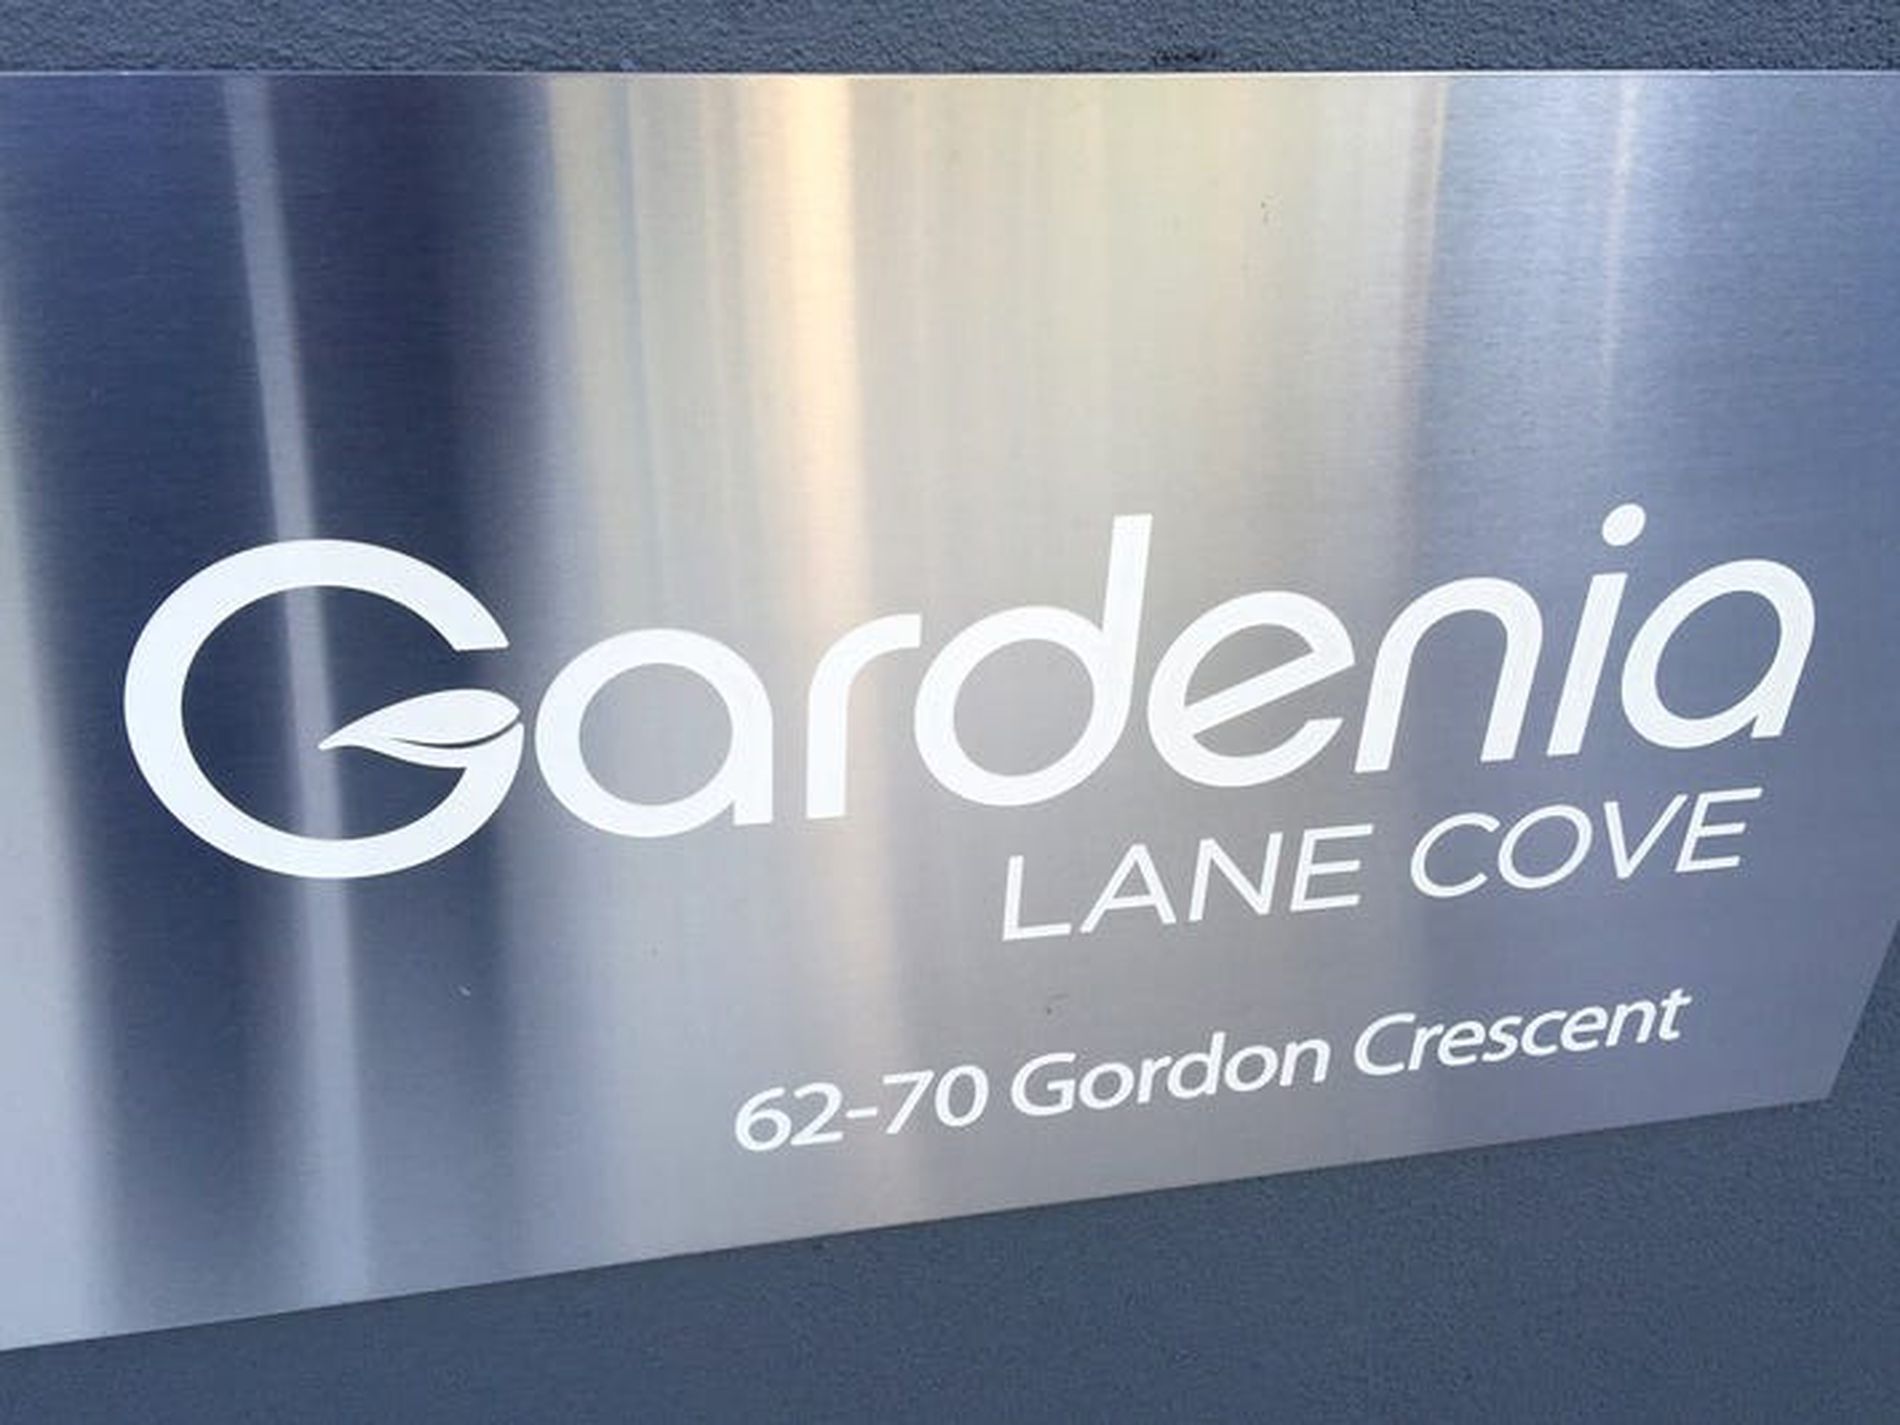 Gardenia
LANE COVE
62-70 Gordon Crescent